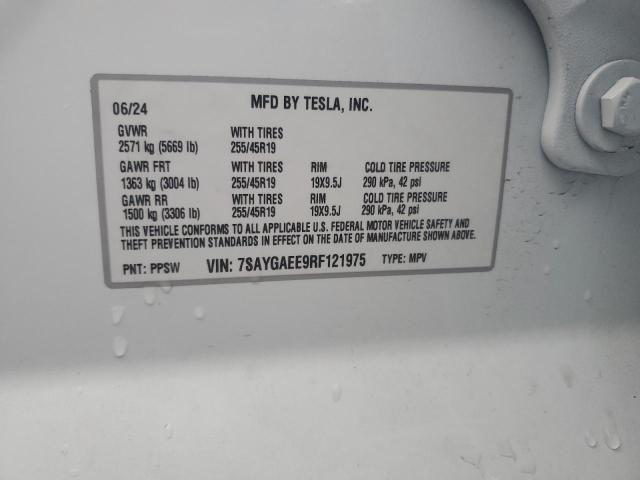 06/24 MFD BY TESLA, INC.
GVWR WITH TIRES
2571 kg (5669 lb) 255/45R19
GAWR FRT WITH TIRES RIM COLD TIRE PRESSURE
1363 kg (3004 lb) 255/45R19 19X9.5J 290 kPa, 42 psi
GAWR RR WITH TIRES RIM COLD TIRE PRESSURE
1500 kg (3306 lb) 255/45R19 19X9.5J 290 kPa, 42 psi
THIS VEHICLE CONFORMS TO ALL APPLICABLE U.S. FEDERAL MOTOR VEHICLE SAFETY AND
THEFT PREVENTION STANDARDS IN EFFECT ON THE DATE OF MANUFACTURE SHOWN ABOVE.
PNT: PPSW VIN: 7SAYGAEE9RF121975 TYPE: MPV